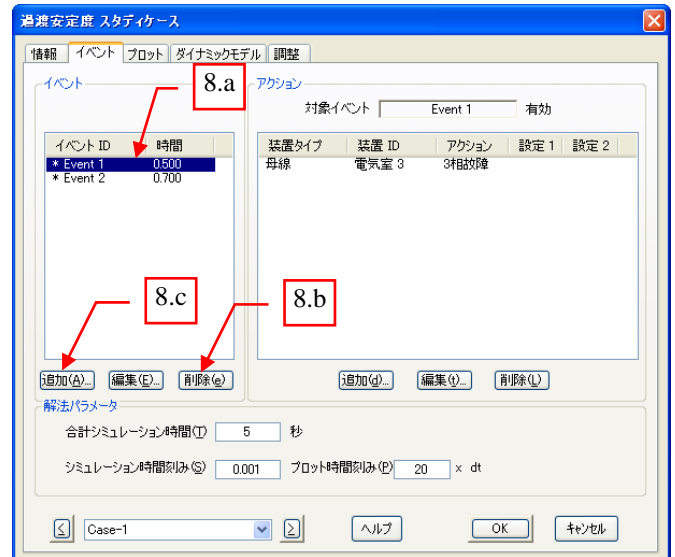 過渡安定度 スタディケース
情報 イベント プロット ダイナミックモデル 調整
イベント
8.a
アクション
対象イベント Event 1 有効
イベント ID 時間
* Event 1 0.500
* Event 2 0.700
装置タイプ 装置 ID アクション 設定 1 設定 2
母線 電気室 3 3相故障
8.c
8.b
追加(A)... 編集(E)... 削除(e)
追加(d)... 編集(t)... 削除(L)
解法パラメータ
合計シミュレーション時間(T) 5 秒
シミュレーション時間刻み(S) 0.001 プロット時間刻み(P) 20 x dt
< Case-1 > ヘルプ OK キャンセル